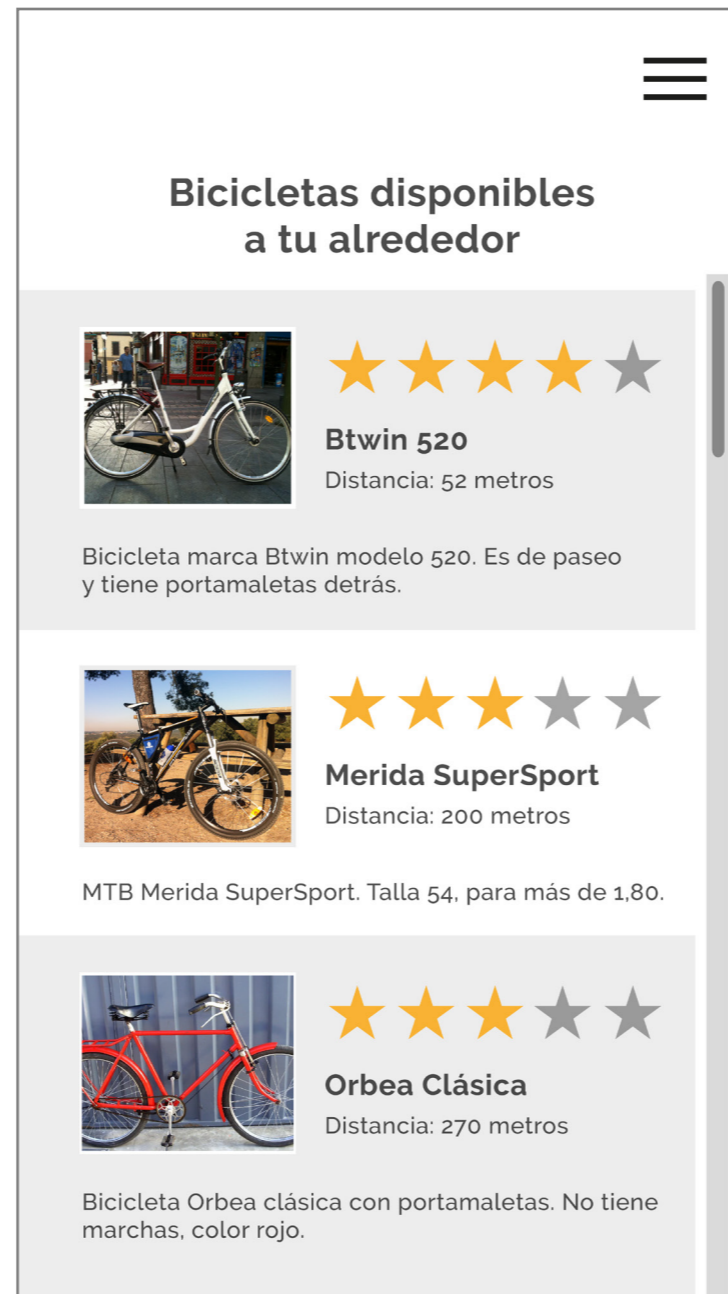 Bicicletas disponibles
a tu alrededor
Btwin 520
Distancia: 52 metros
Bicicleta marca Btwin modelo 520. Es de paseo
y tiene portamaletas detrás.
Merida SuperSport
Distancia: 200 metros
MTB Merida SuperSport. Talla 54, para más de 1,80.
Orbea Clásica
Distancia: 270 metros
Bicicleta Orbea clásica con portamaletas. No tiene
marchas, color rojo.